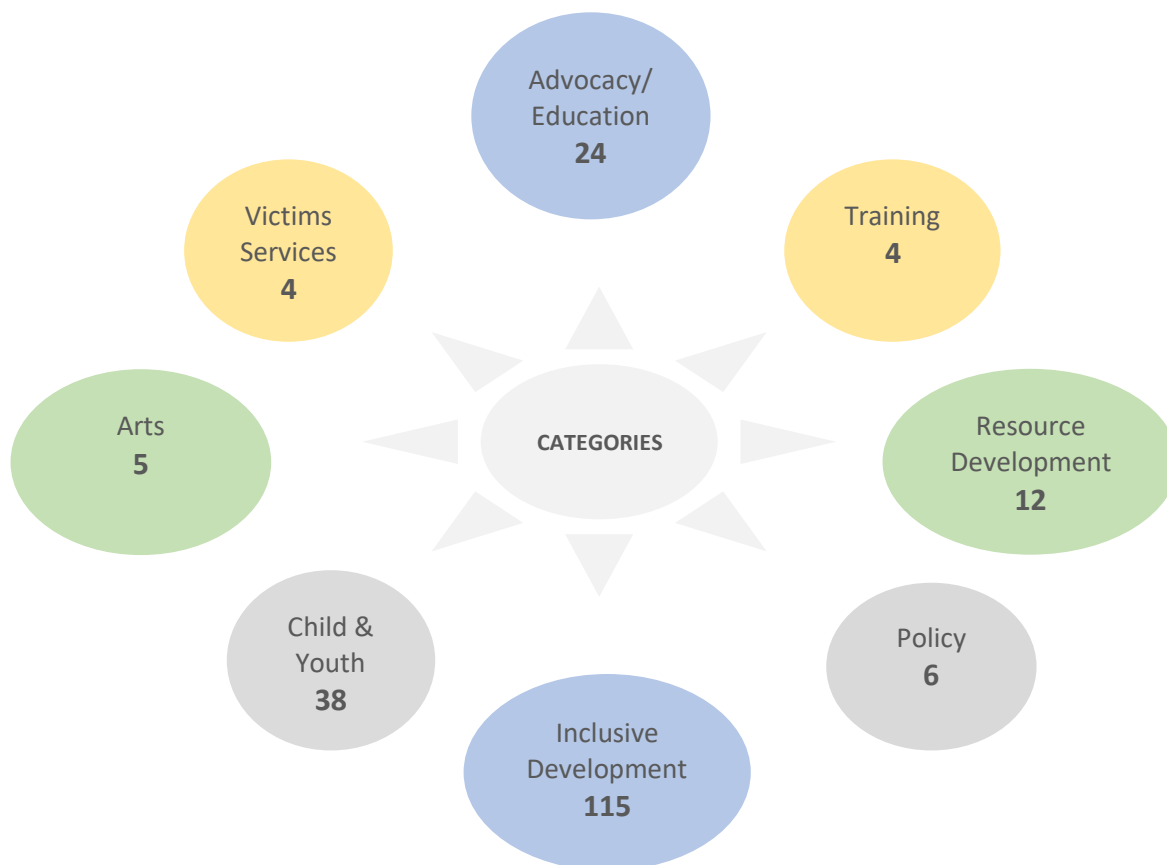 Advocacy/
Education
24
Victims
Services
4
Training
4
Arts
5
CATEGORIES
Resource
Development
12
Child &
Youth
38
Policy
6
Inclusive
Development
115